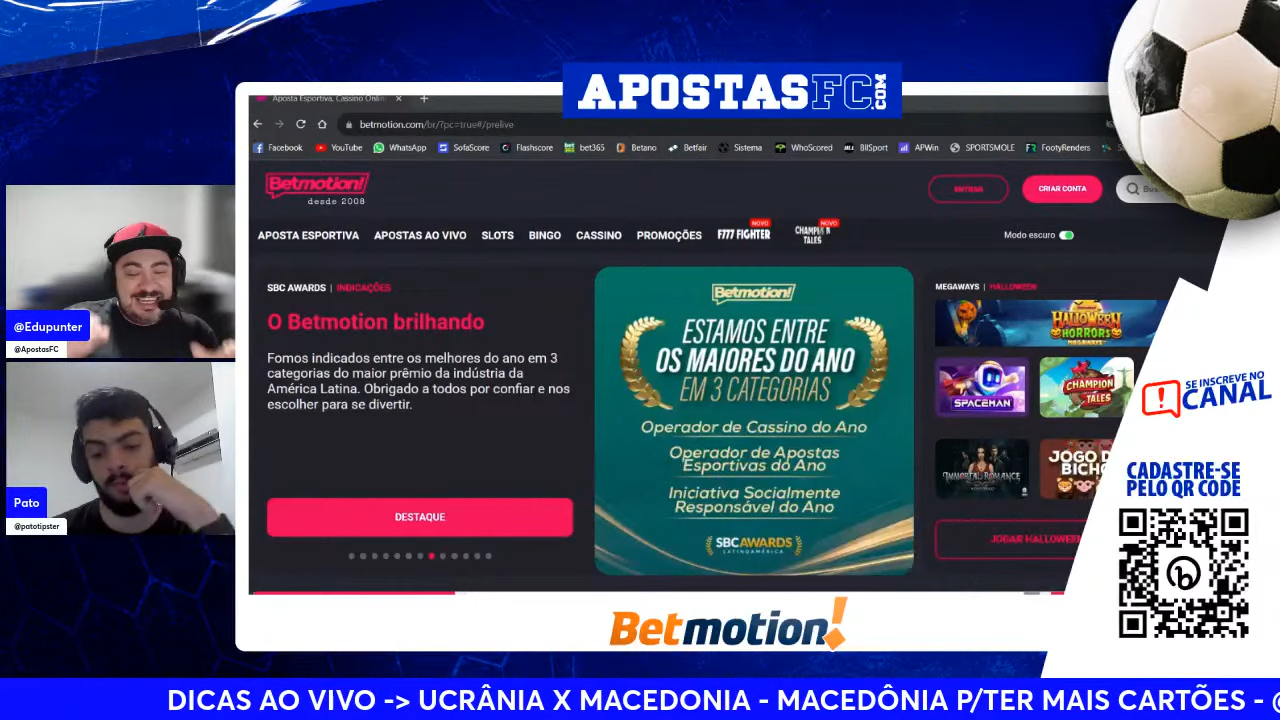 APOSTASFC.COM
Aposta Esportiva, Cassino Onlin
betmotion.com/br/?pc=true#/prelive
Facebook YouTube WhatsApp SofaScore Flashscore bet365 Betano Betfair Sistema WhoScored BllSport APWin SPORTSMOLE FootyRenders
Betmotion!
desde 2008
ENTRAR
CRIAR CONTA
APOSTA ESPORTIVA APOSTAS AO VIVO SLOTS BINGO CASSINO PROMOÇÕES F777 FIGHTER NOVO CHAMPION TALES NOVO
Modo escuro
SBC AWARDS | INDICAÇÕES
O Betmotion brilhando
Fomos indicados entre os melhores do ano em 3
categorias do maior prêmio da indústria da
América Latina. Obrigado a todos por confiar e nos
escolher para se divertir.
DESTAQUE
Betmotion!
ESTAMOS ENTRE
OS MAIORES DO ANO
EM 3 CATEGORIAS
Operador de Cassino do Ano
Operador de Apostas
Esportivas do Ano
Iniciativa Socialmente
Responsável do Ano
SBCAWARDS
LATINOAMÉRICA
MEGAWAYS | HALLOWEEN
HALLOWEEN
HORRORS
MEGAWAYS
SPACEMAN
CHAMPION
TALES
IMMORTAL ROMANCE
JOGO D
BICH
JOGAR HALLOWEEN
@Edupunter
@ApostasFC
Pato
@patotipster
SE INSCREVE NO
CANAL
CADASTRE-SE
PELO QR CODE
Betmotion!
DICAS AO VIVO -> UCRÂNIA X MACEDONIA - MACEDÔNIA P/TER MAIS CARTÕES - @